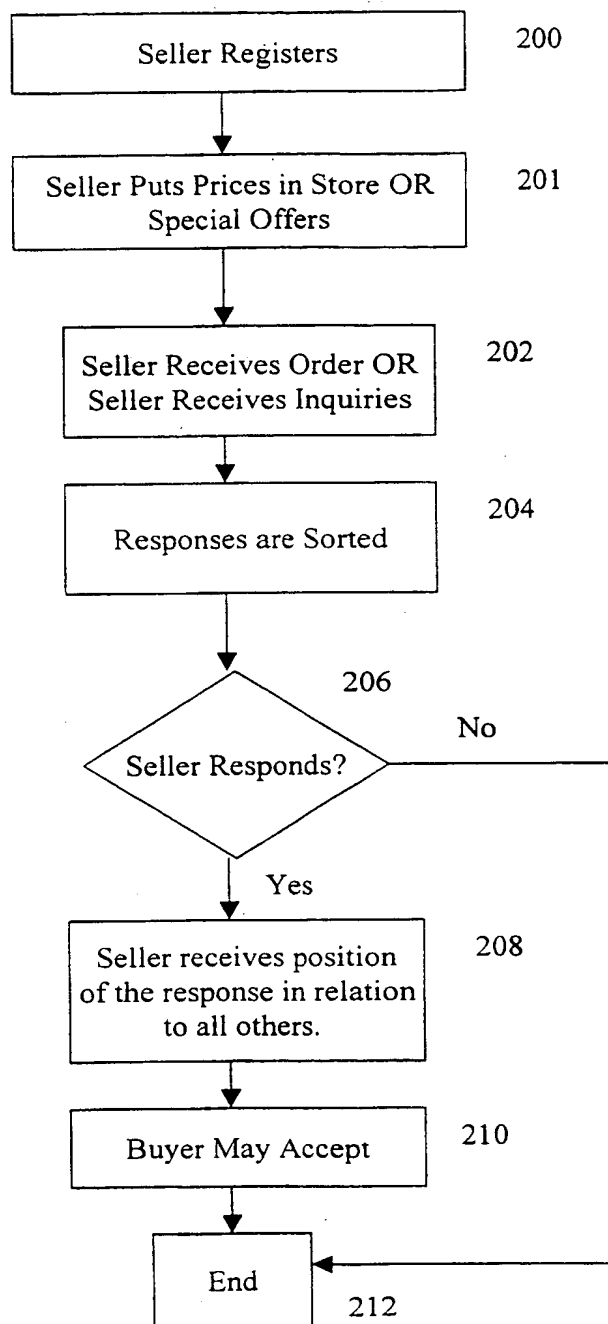 Seller Registers
200
Seller Puts Prices in Store OR
Special Offers
201
Seller Receives Order OR
Seller Receives Inquiries
202
Responses are Sorted
204
206
Seller Responds?
No
Yes
Seller receives position
of the response in relation
to all others.
208
Buyer May Accept
210
End
212